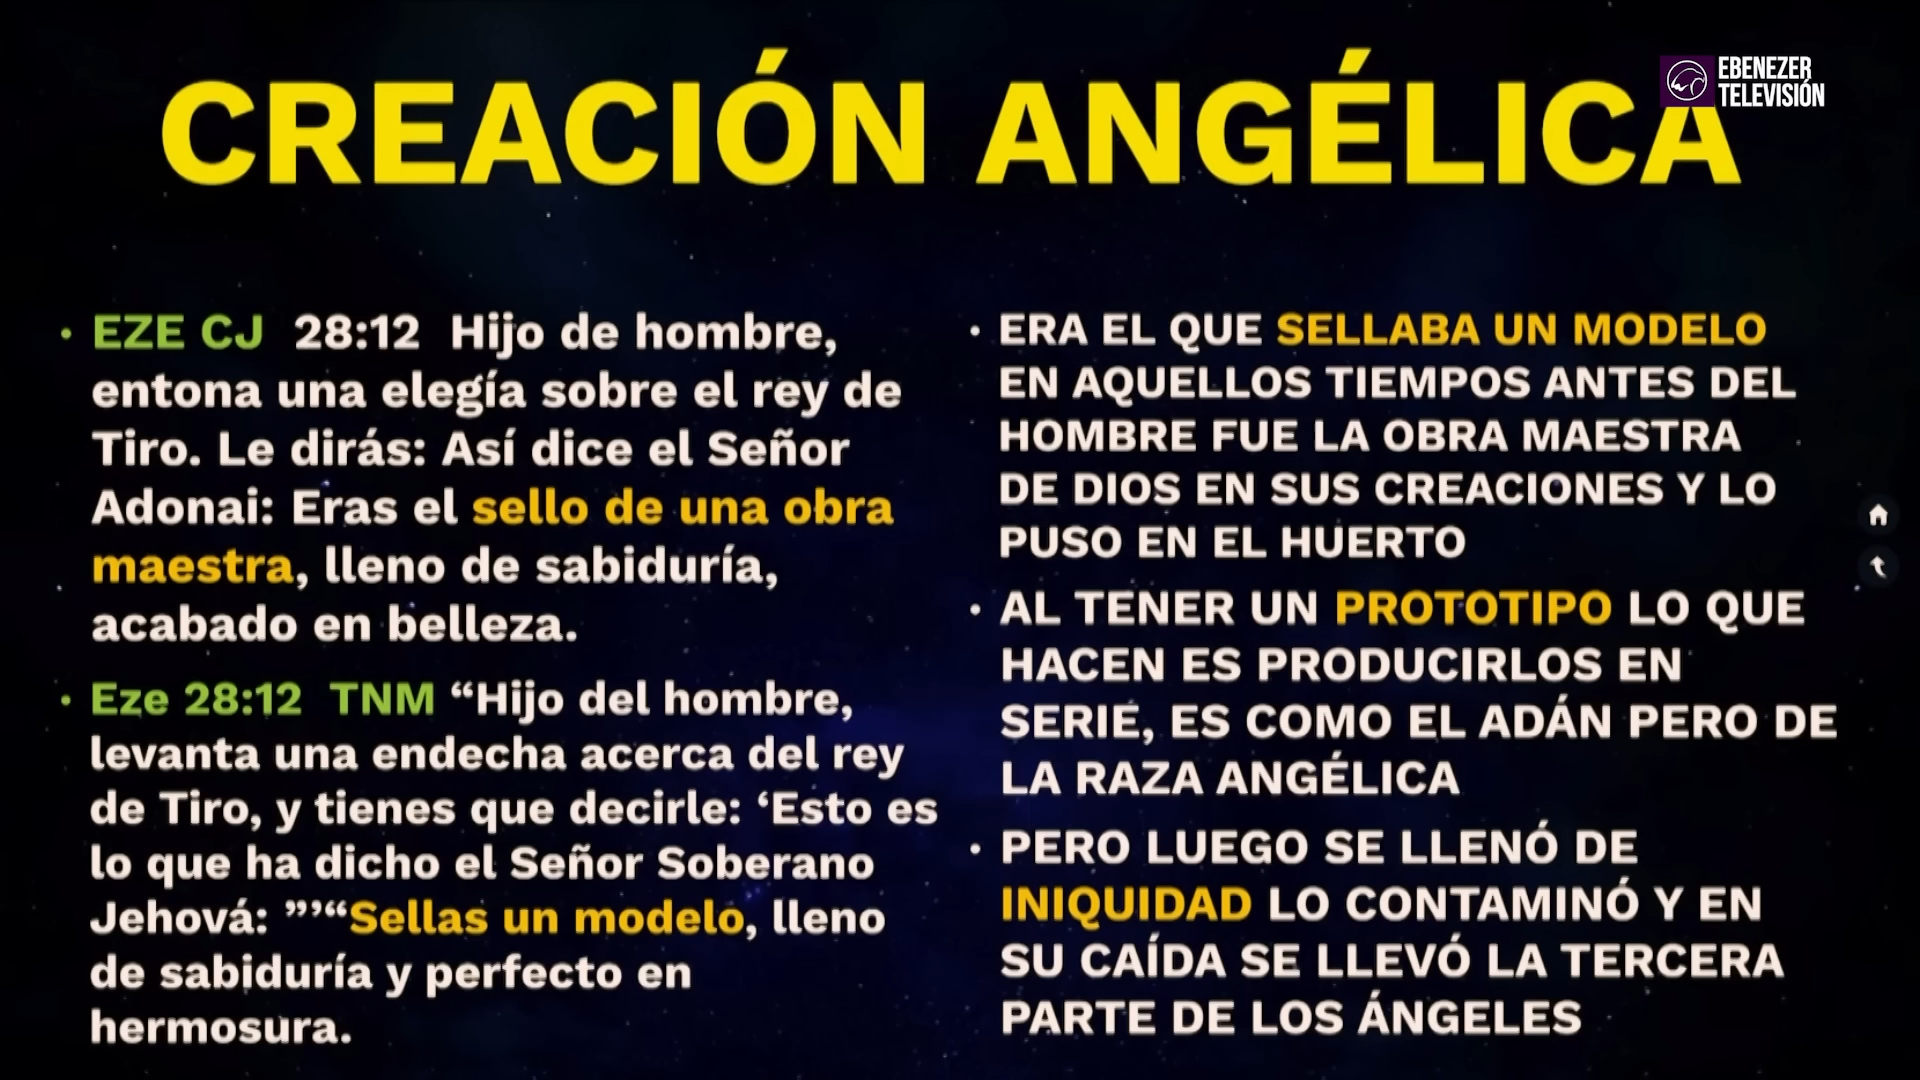 CREACIÓN ANGÉLICA
EBENEZER
TELEVISIÓN
• EZE CJ 28:12 Hijo de hombre,
entona una elegía sobre el rey de
Tiro. Le dirás: Así dice el Señor
Adonai: Eras el sello de una obra
maestra, lleno de sabiduría,
acabado en belleza.
• Eze 28:12 TNM “Hijo del hombre,
levanta una endecha acerca del rey
de Tiro, y tienes que decirle: ‘Esto es
lo que ha dicho el Señor Soberano
Jehová: ”’“Sellas un modelo, lleno
de sabiduría y perfecto en
hermosura.
• ERA EL QUE SELLABA UN MODELO
EN AQUELLOS TIEMPOS ANTES DEL
HOMBRE FUE LA OBRA MAESTRA
DE DIOS EN SUS CREACIONES Y LO
PUSO EN EL HUERTO
• AL TENER UN PROTOTIPO LO QUE
HACEN ES PRODUCIRLOS EN
SERIE, ES COMO EL ADÁN PERO DE
LA RAZA ANGÉLICA
• PERO LUEGO SE LLENÓ DE
INIQUIDAD LO CONTAMINÓ Y EN
SU CAÍDA SE LLEVÓ LA TERCERA
PARTE DE LOS ÁNGELES